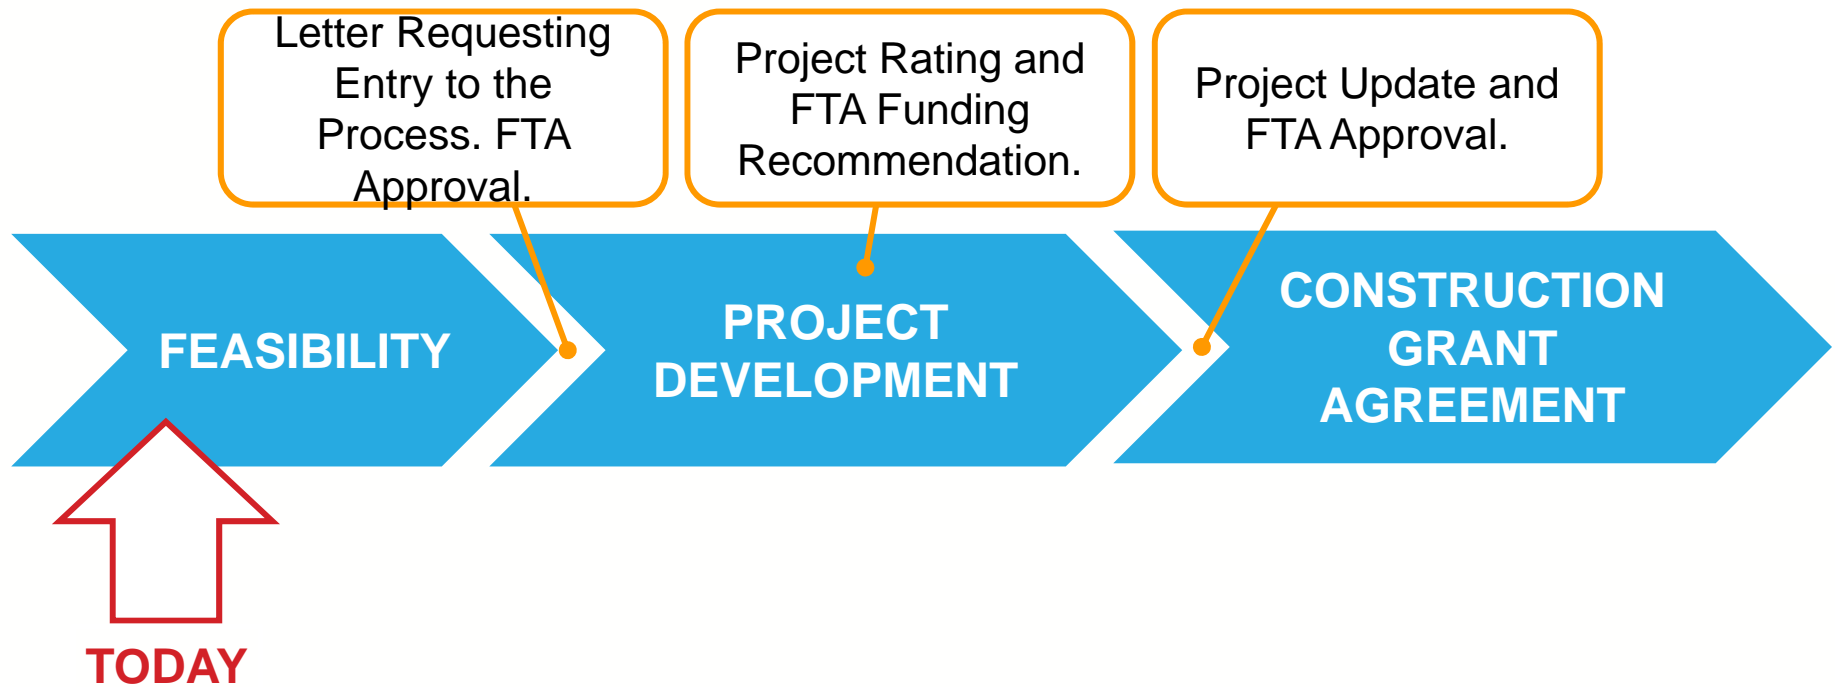 Letter Requesting
Entry to the
Process. FTA
Approval.
Project Rating and
FTA Funding
Recommendation.
Project Update and
FTA Approval.
FEASIBILITY
PROJECT
DEVELOPMENT
CONSTRUCTION
GRANT
AGREEMENT
TODAY